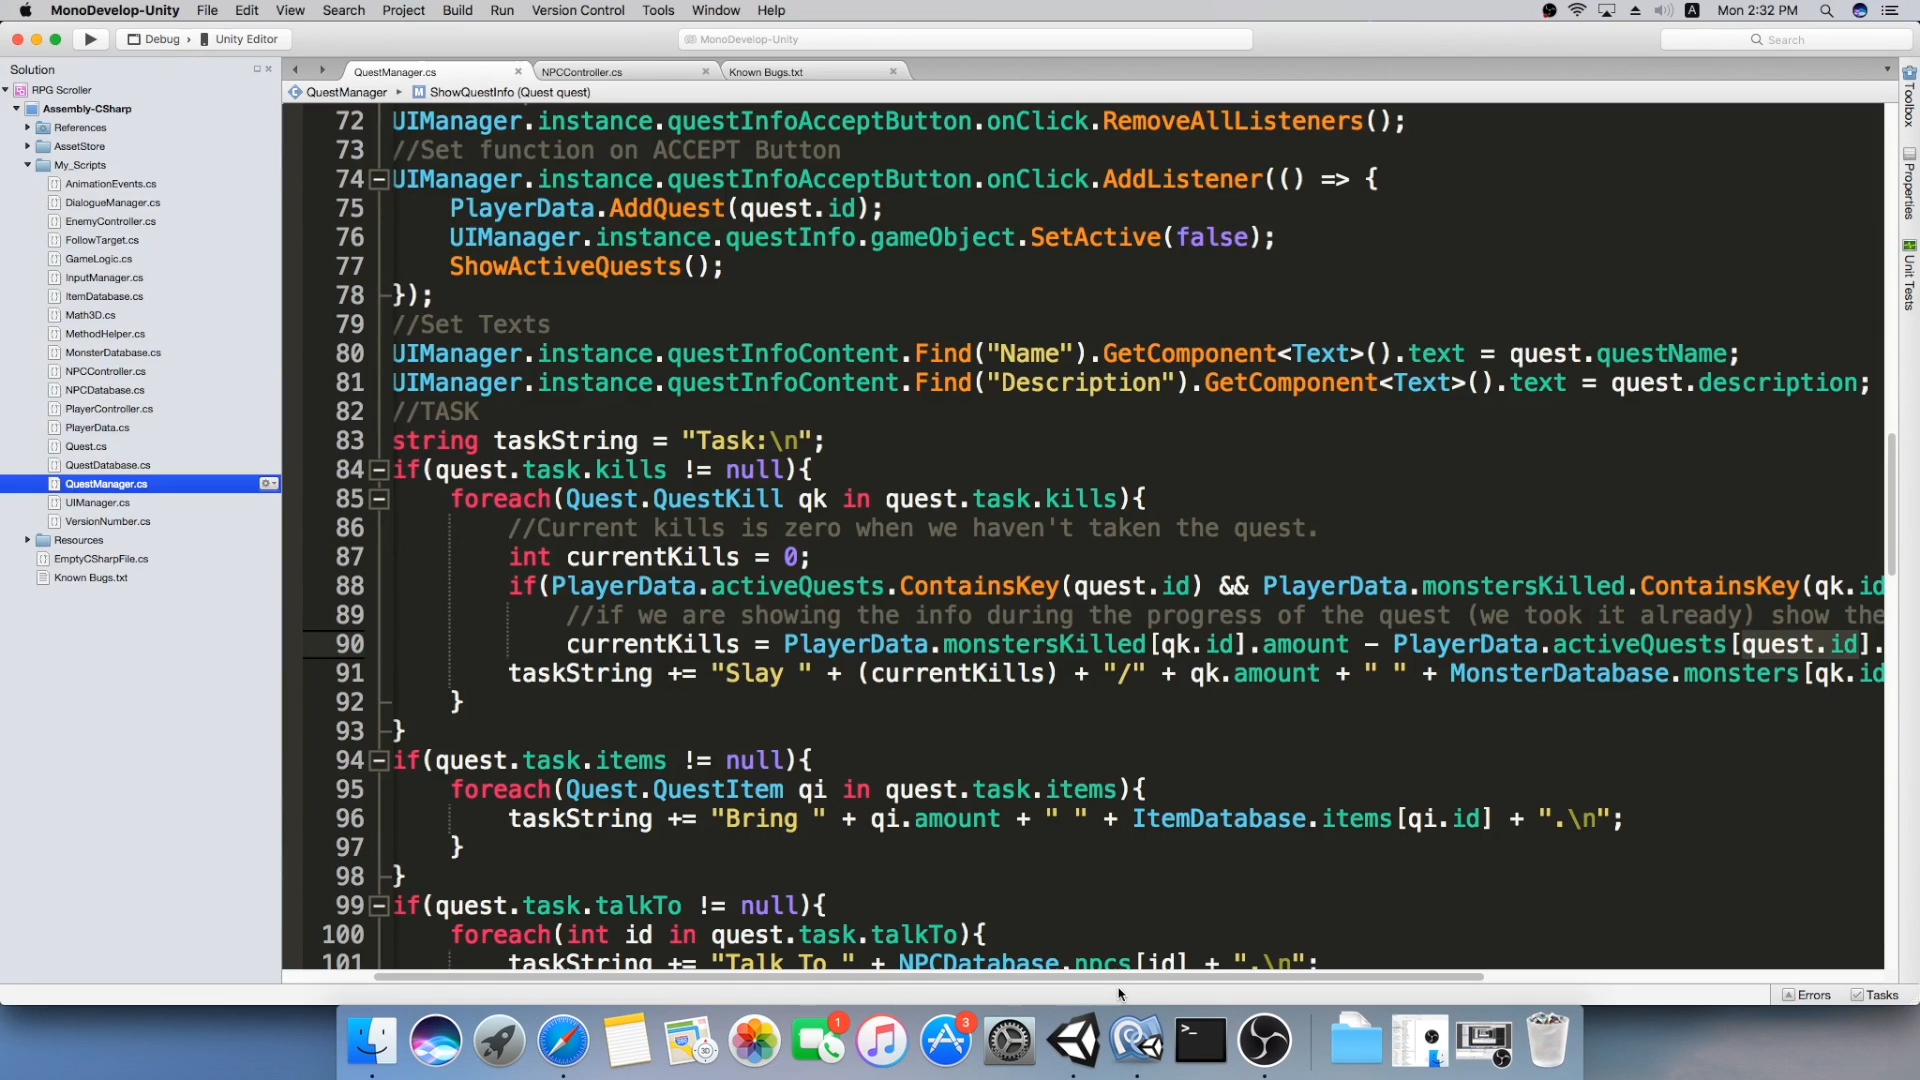 MonoDevelop-Unity File Edit View Search Project Build Run Version Control Tools Window Help
A Mon 2:32 PM
Debug › Unity Editor
MonoDevelop-Unity
Search
Solution
RPG Scroller
Assembly-CSharp
References
AssetStore
My_Scripts
AnimationEvents.cs
DialogueManager.cs
EnemyController.cs
FollowTarget.cs
GameLogic.cs
InputManager.cs
ItemDatabase.cs
Math3D.cs
MethodHelper.cs
MonsterDatabase.cs
NPCController.cs
NPCDatabase.cs
PlayerController.cs
PlayerData.cs
Quest.cs
QuestDatabase.cs
QuestManager.cs
UIManager.cs
VersionNumber.cs
Resources
EmptyCSharpFile.cs
Known Bugs.txt
QuestManager.cs
NPCController.cs
Known Bugs.txt
QuestManager ▸ M ShowQuestInfo (Quest quest)
72 UIManager.instance.questInfoAcceptButton.onClick.RemoveAllListeners();
73 //Set function on ACCEPT Button
74 UIManager.instance.questInfoAcceptButton.onClick.AddListener(() => {
75 PlayerData.AddQuest(quest.id);
76 UIManager.instance.questInfo.gameObject.SetActive(false);
77 ShowActiveQuests();
78 });
79 //Set Texts
80 UIManager.instance.questInfoContent.Find("Name").GetComponent<Text>().text = quest.questName;
81 UIManager.instance.questInfoContent.Find("Description").GetComponent<Text>().text = quest.description;
82 //TASK
83 string taskString = "Task:\n";
84 if(quest.task.kills != null){
85 foreach(Quest.QuestKill qk in quest.task.kills){
86 //Current kills is zero when we haven't taken the quest.
87 int currentKills = 0;
88 if(PlayerData.activeQuests.ContainsKey(quest.id) && PlayerData.monstersKilled.ContainsKey(qk.id
89 //if we are showing the info during the progress of the quest (we took it already) show the
90 currentKills = PlayerData.monstersKilled[qk.id].amount - PlayerData.activeQuests[quest.id].
91 taskString += "Slay " + (currentKills) + "/" + qk.amount + " " + MonsterDatabase.monsters[qk.id
92 }
93 }
94 if(quest.task.items != null){
95 foreach(Quest.QuestItem qi in quest.task.items){
96 taskString += "Bring " + qi.amount + " " + ItemDatabase.items[qi.id] + ".\n";
97 }
98 }
99 if(quest.task.talkTo != null){
100 foreach(int id in quest.task.talkTo){
101 taskString += "Talk To " + NPCDatabase.npcs[id] + ".\n";
Toolbox
Properties
Unit Tests
Errors Tasks
3D
1
3
>_